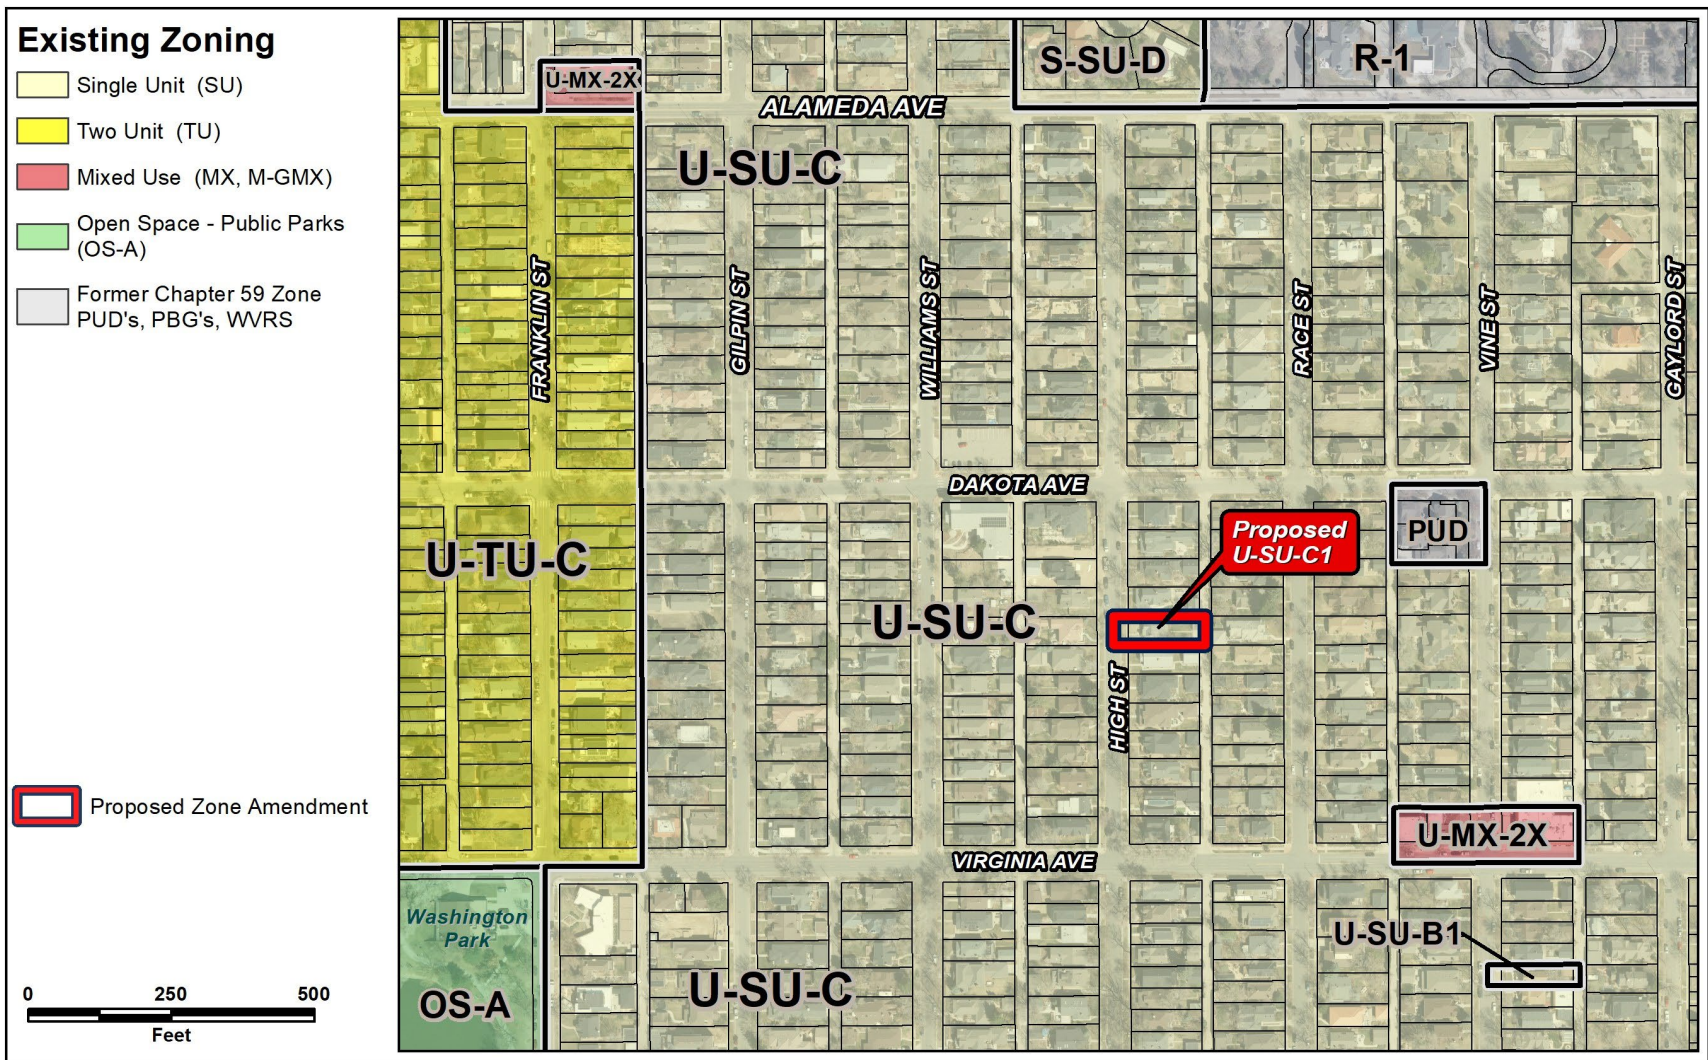 Existing Zoning
Single Unit (SU)
Two Unit (TU)
Mixed Use (MX, M-GMX)
Open Space - Public Parks
(OS-A)
Former Chapter 59 Zone
PUD's, PBG's, WVRS
Proposed Zone Amendment
0 250 500
Feet
U-MX-2X
S-SU-D
R-1
ALAMEDA AVE
U-SU-C
FRANKLIN ST
GILPIN ST
WILLIAMS ST
RACE ST
VINE ST
GAYLORD ST
DAKOTA AVE
U-TU-C
U-SU-C
Proposed
U-SU-C1
PUD
HIGH ST
U-MX-2X
VIRGINIA AVE
Washington
Park
OS-A
U-SU-C
U-SU-B1